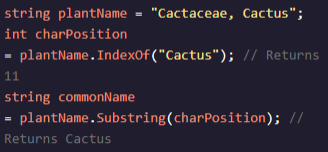 string plantName = "Cactaceae, Cactus";
int charPosition
= plantName.IndexOf("Cactus"); // Returns
11
string commonName
= plantName.Substring(charPosition); //
Returns Cactus